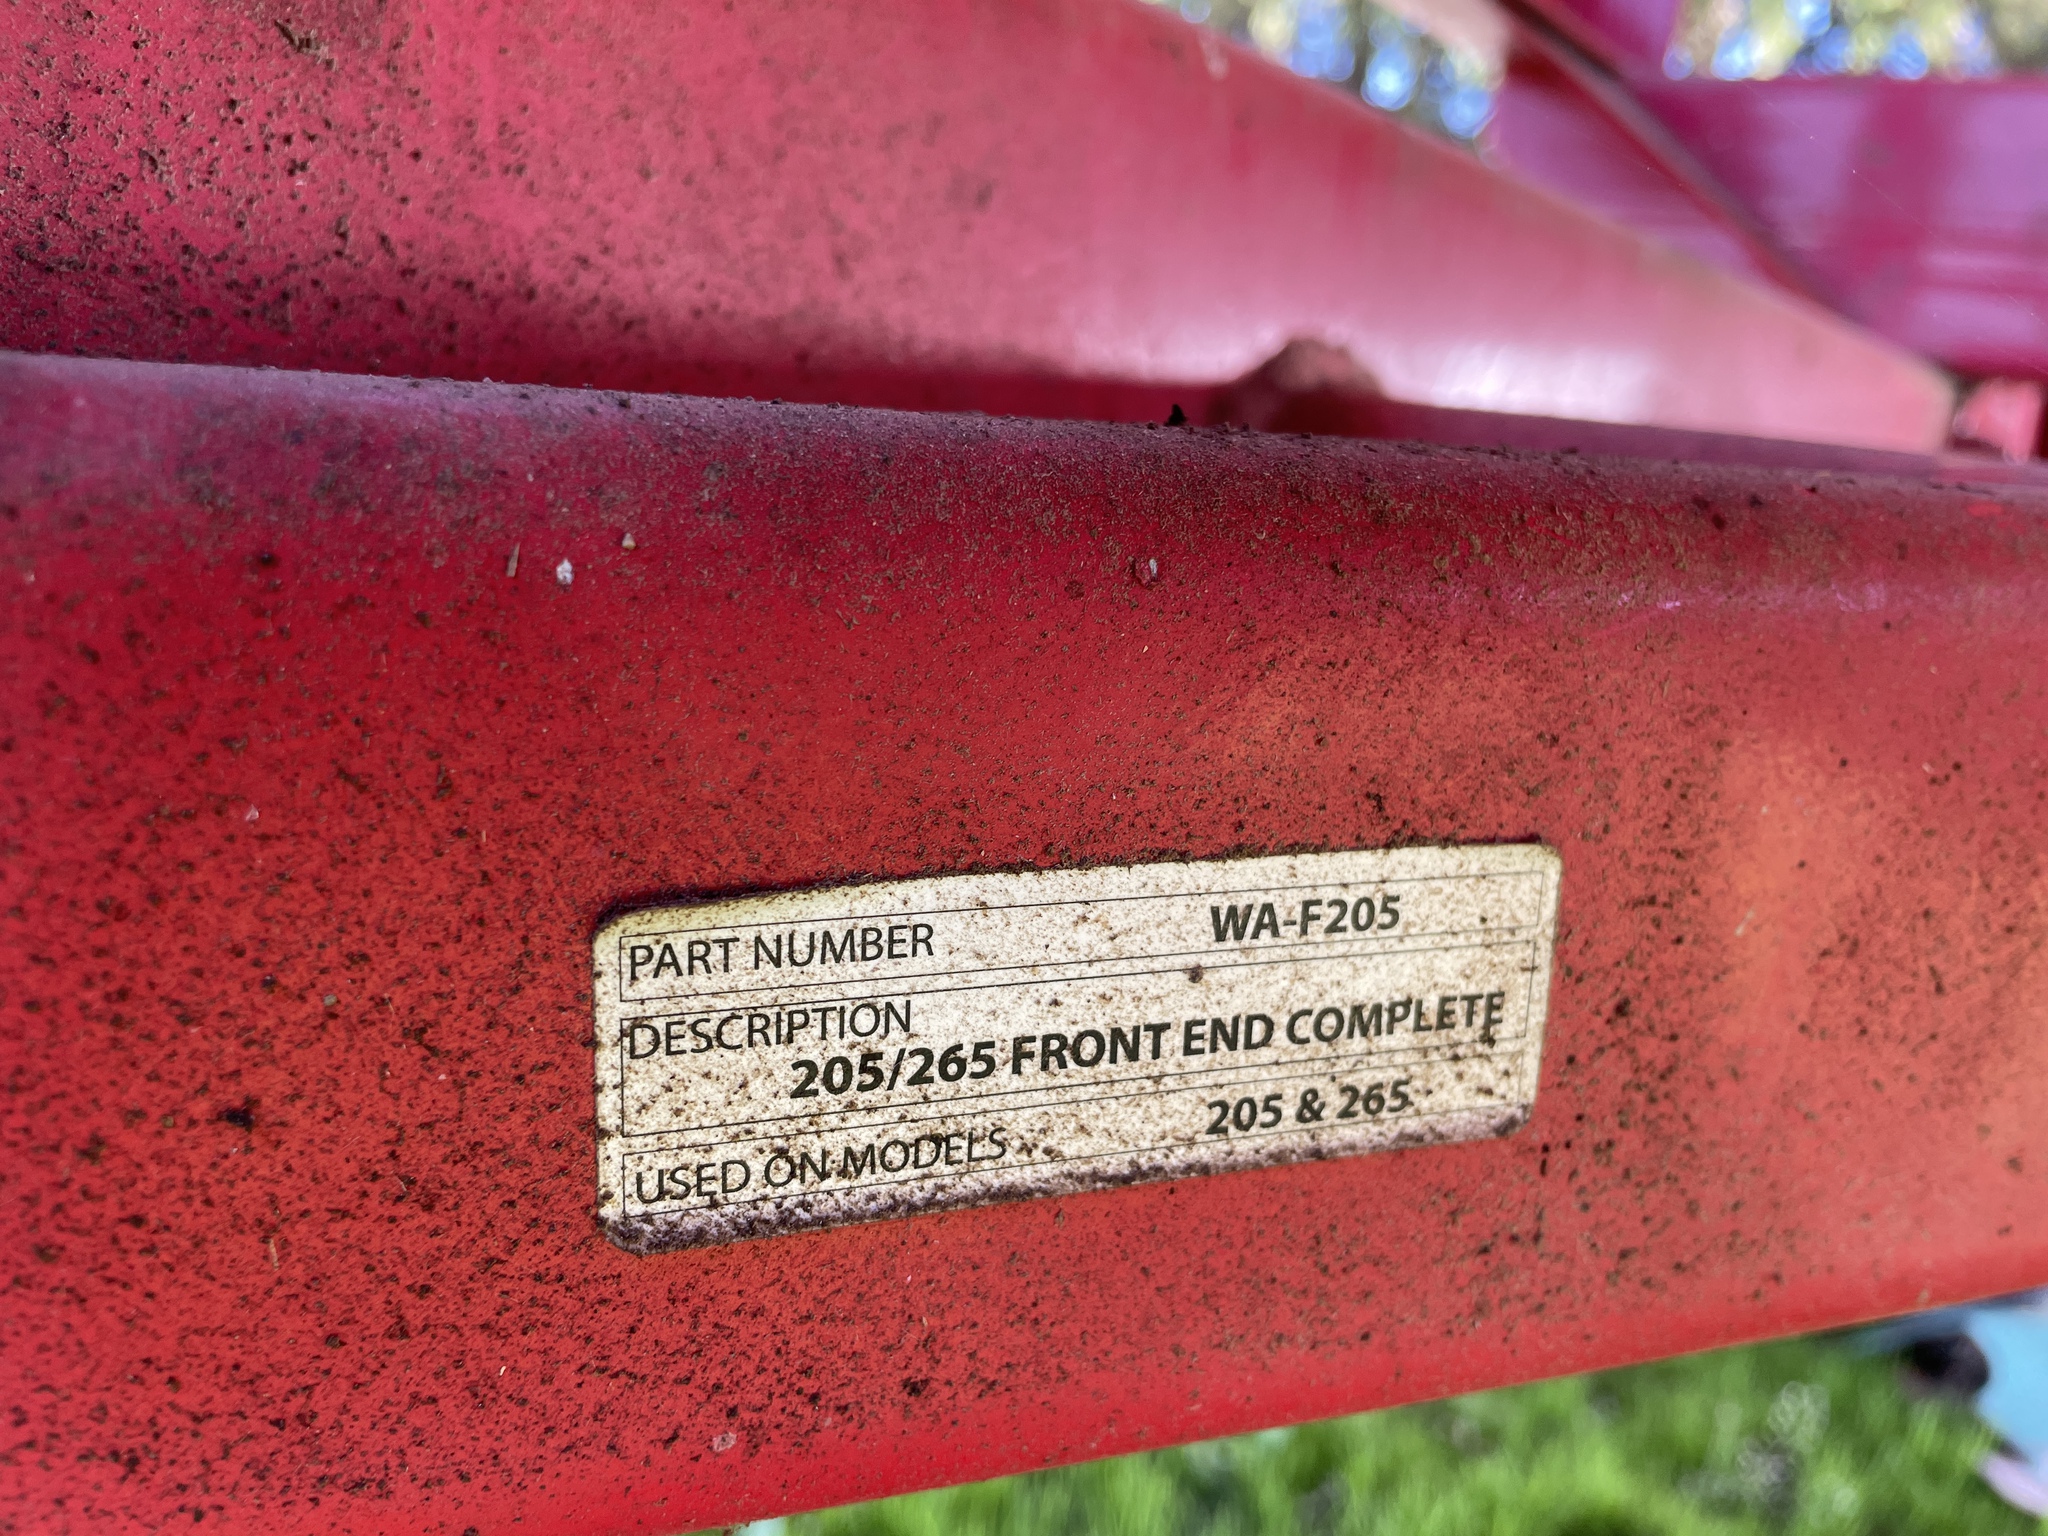 PART NUMBER WA-F205
DESCRIPTION
205/265 FRONT END COMPLETE
USED ON MODELS 205 & 265